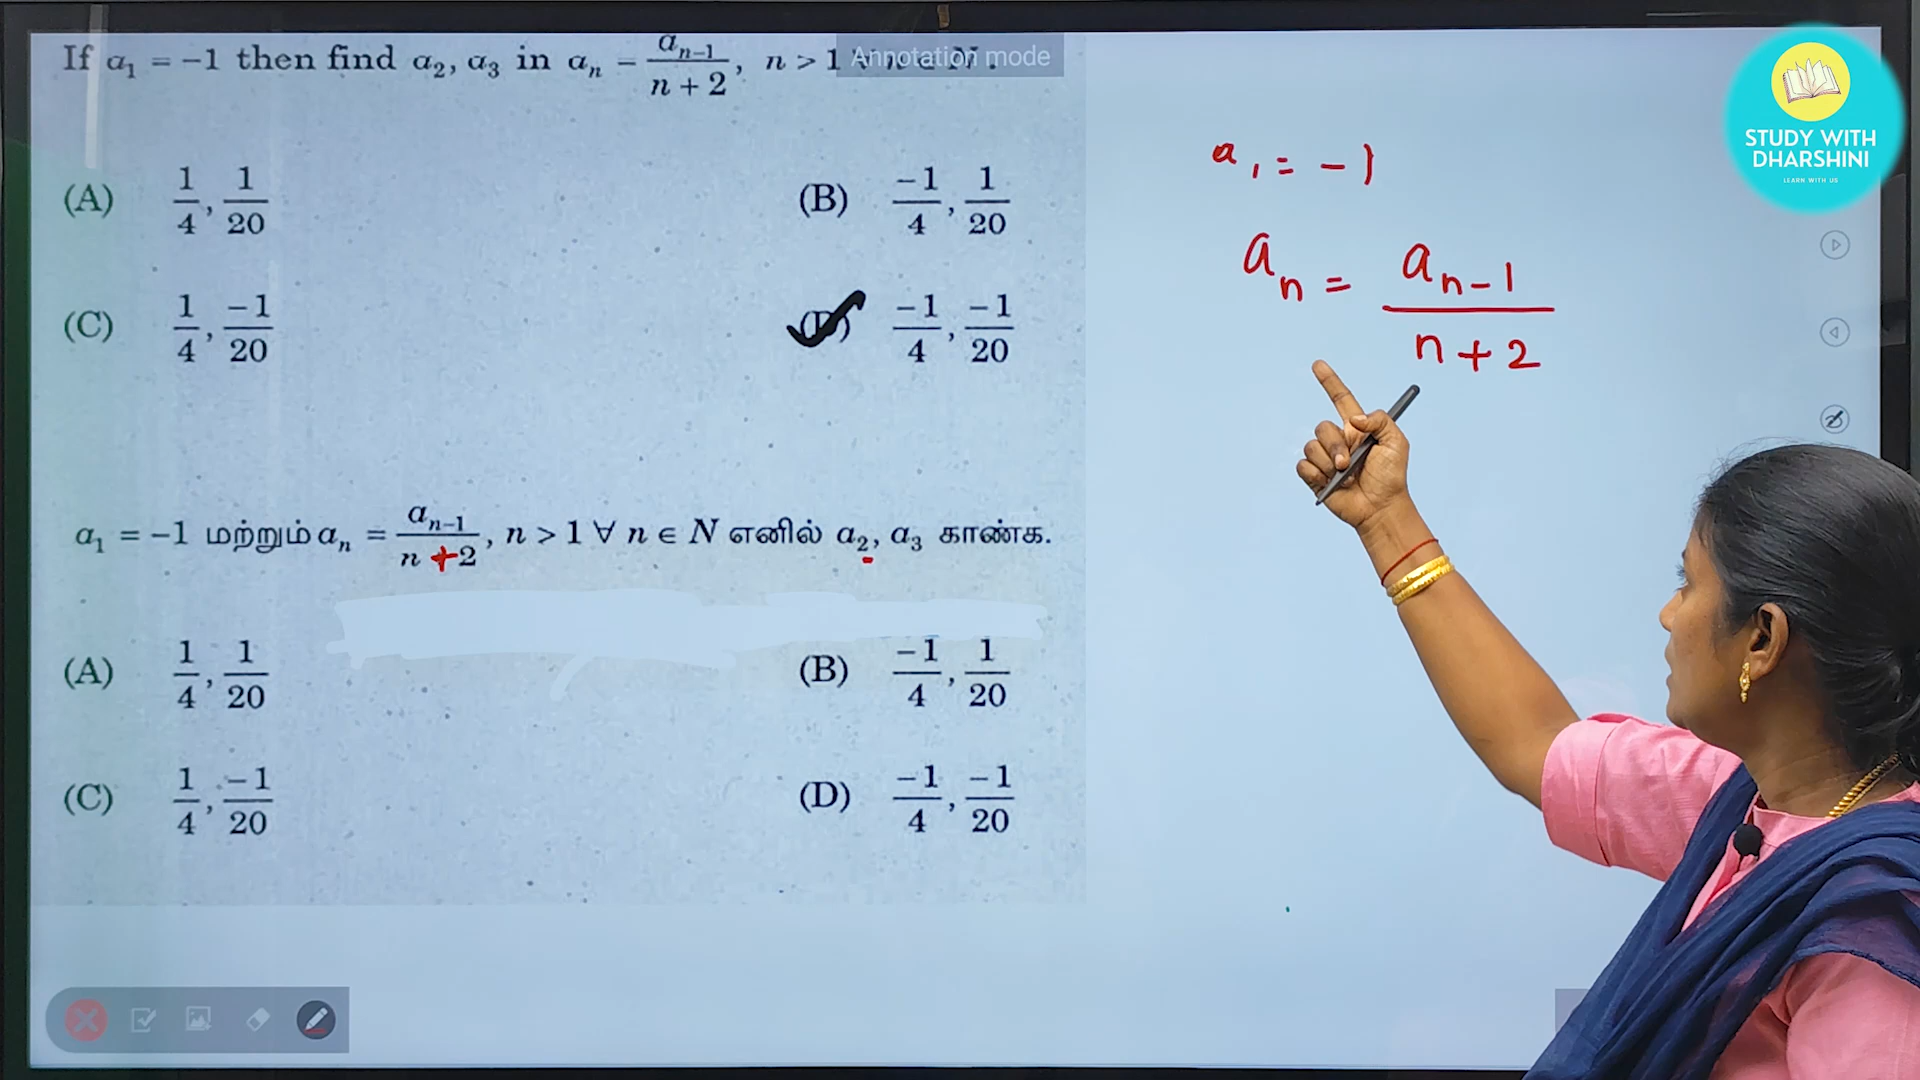 If a₁ = −1 then find a₂, a₃ in aₙ = aₙ₋₁/(n + 2), n > 1 ∀ n ∈ N.
Annotation mode
(A) 1/4, 1/20
(B) −1/4, 1/20
(C) 1/4, −1/20
(D) −1/4, −1/20
a₁ = −1 மற்றும் aₙ = aₙ₋₁/(n + 2), n > 1 ∀ n ∈ N எனில் a₂, a₃ காண்க.
(A) 1/4, 1/20
(B) −1/4, 1/20
(C) 1/4, −1/20
(D) −1/4, −1/20
a₁ = −1
aₙ = aₙ₋₁/(n + 2)
STUDY WITH
DHARSHINI
LEARN WITH US